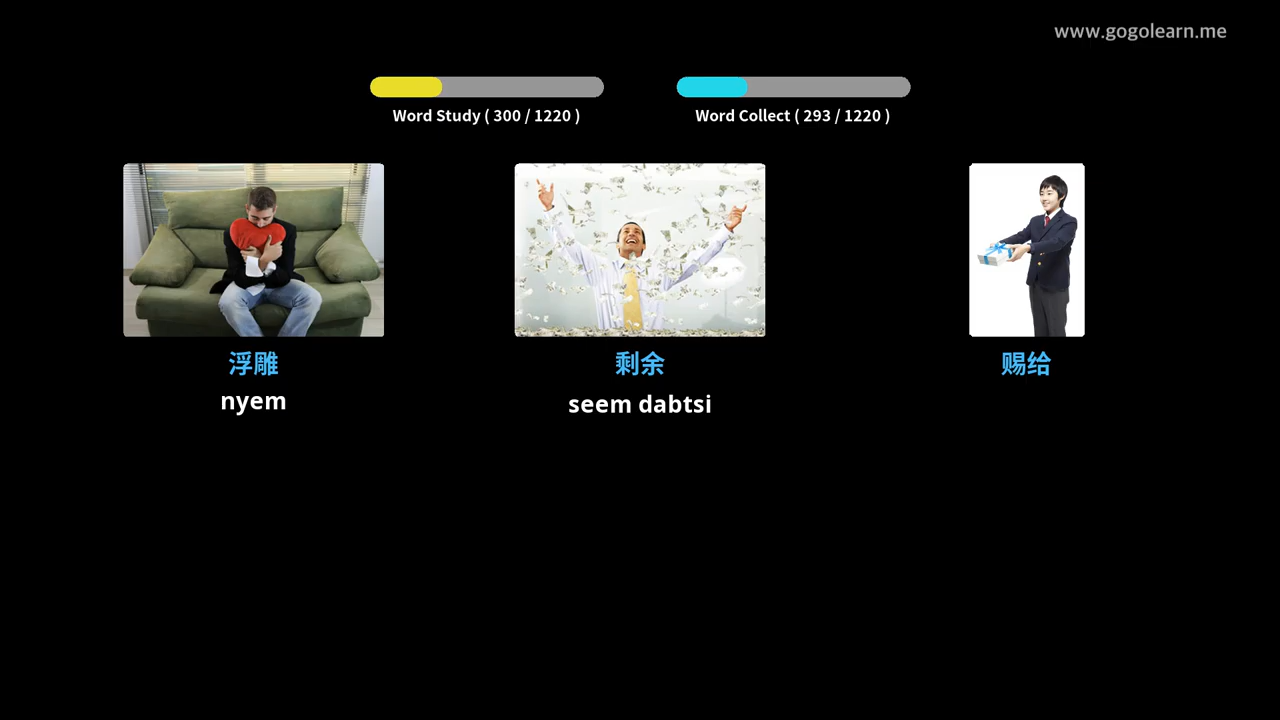 www.gogolearn.me
Word Study ( 300 / 1220 )
Word Collect ( 293 / 1220 )
浮雕
nyem
剩余
seem dabtsi
赐给